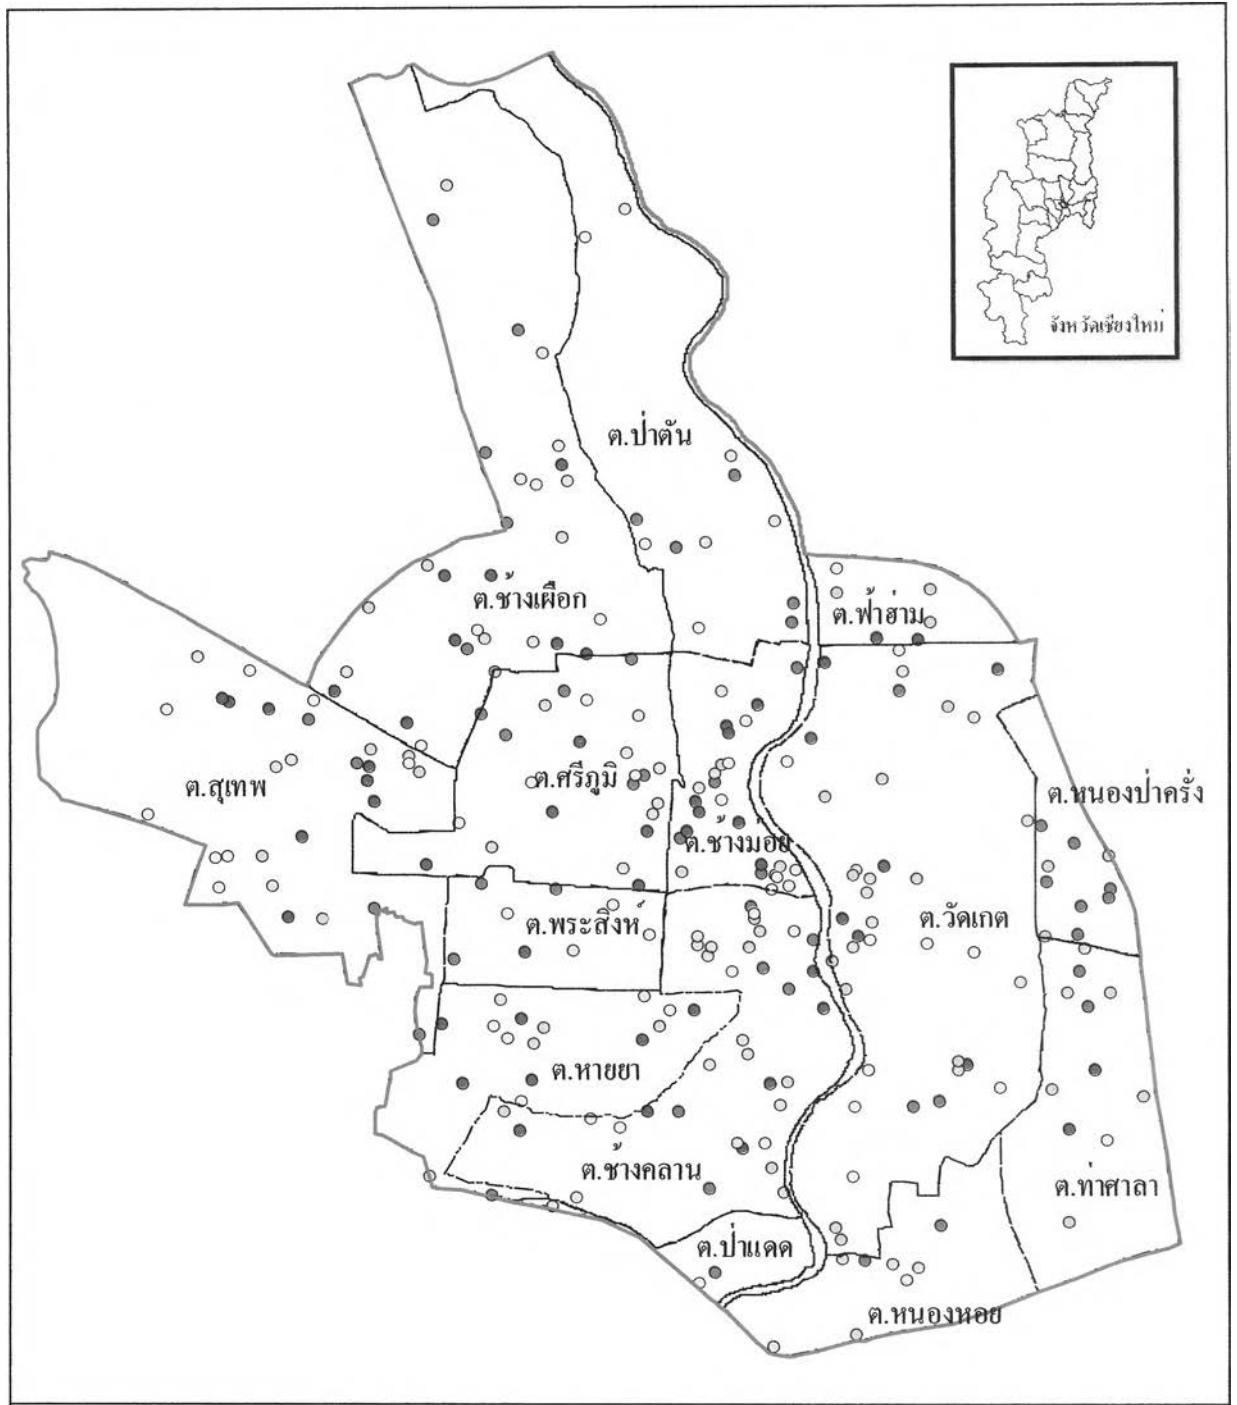 จังหวัดเชียงใหม่
ต.ป่าตัน
ต.ช้างเผือก
ต.ฟ้าฮ่าม
ต.สุเทพ
ต.ศรีภูมิ
ต.หนองป่าครั่ง
ต.ช้างม่อย
ต.พระสิงห์
ต.วัดเกต
ต.หายยา
ต.ช้างคลาน
ต.ท่าศาลา
ต.ป่าแดด
ต.หนองหอย